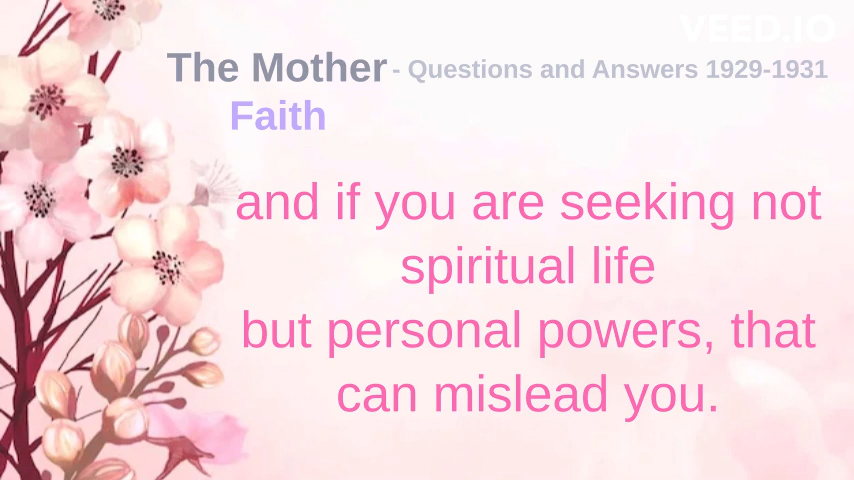 VEED.IO
The Mother - Questions and Answers 1929-1931
Faith
and if you are seeking not
spiritual life
but personal powers, that
can mislead you.